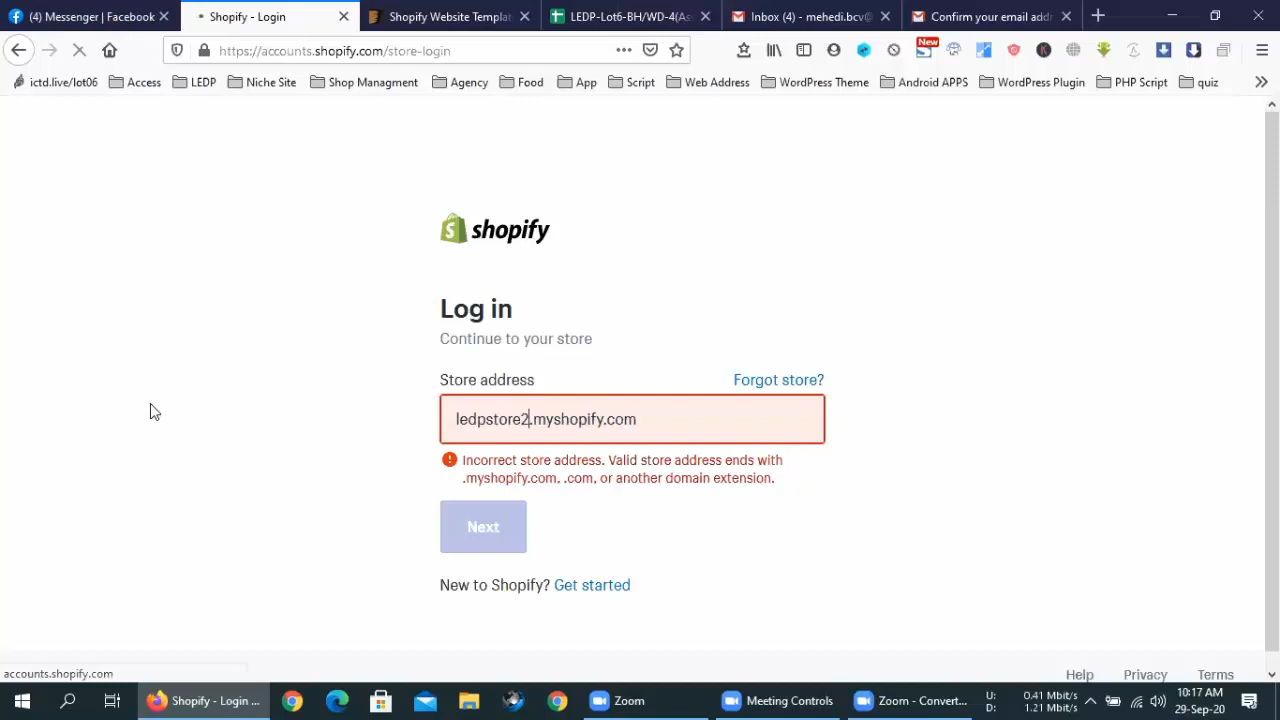 (4) Messenger | Facebook
Shopify - Login
Shopify Website Templat
LEDP-Lot6-BH/WD-4(As
Inbox (4) - mehedi.bcv@
Confirm your email addr
https://accounts.shopify.com/store-login
New
ictd.live/lot06
Access
LEDP
Niche Site
Shop Managment
Agency
Food
App
Script
Web Address
WordPress Theme
Android APPS
WordPress Plugin
PHP Script
quiz
shopify
Log in
Continue to your store
Store address
Forgot store?
ledpstore2.myshopify.com
Incorrect store address. Valid store address ends with
.myshopify.com, .com, or another domain extension.
Next
New to Shopify? Get started
accounts.shopify.com
Help
Privacy
Terms
Shopify - Login ...
Zoom
Meeting Controls
Zoom - Convert...
U: 0.41 Mbit/s
D: 1.21 Mbit/s
10:17 AM
29-Sep-20